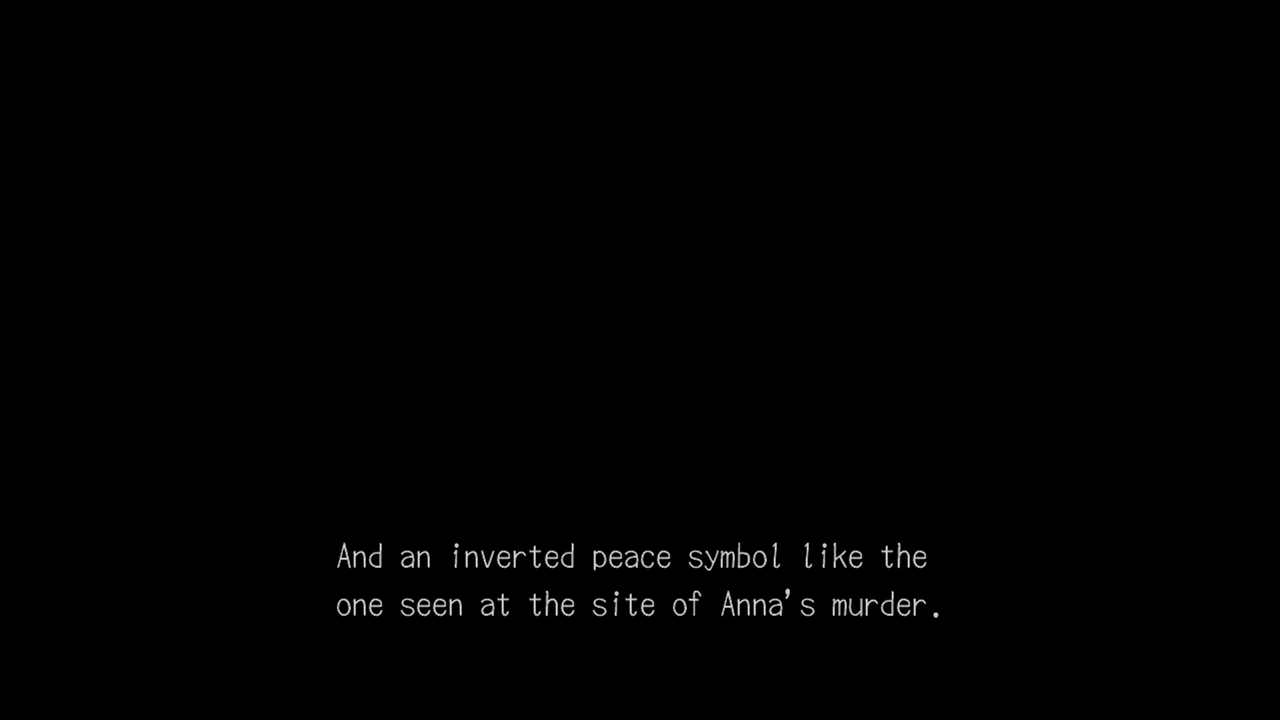 And an inverted peace symbol like the
one seen at the site of Anna's murder.